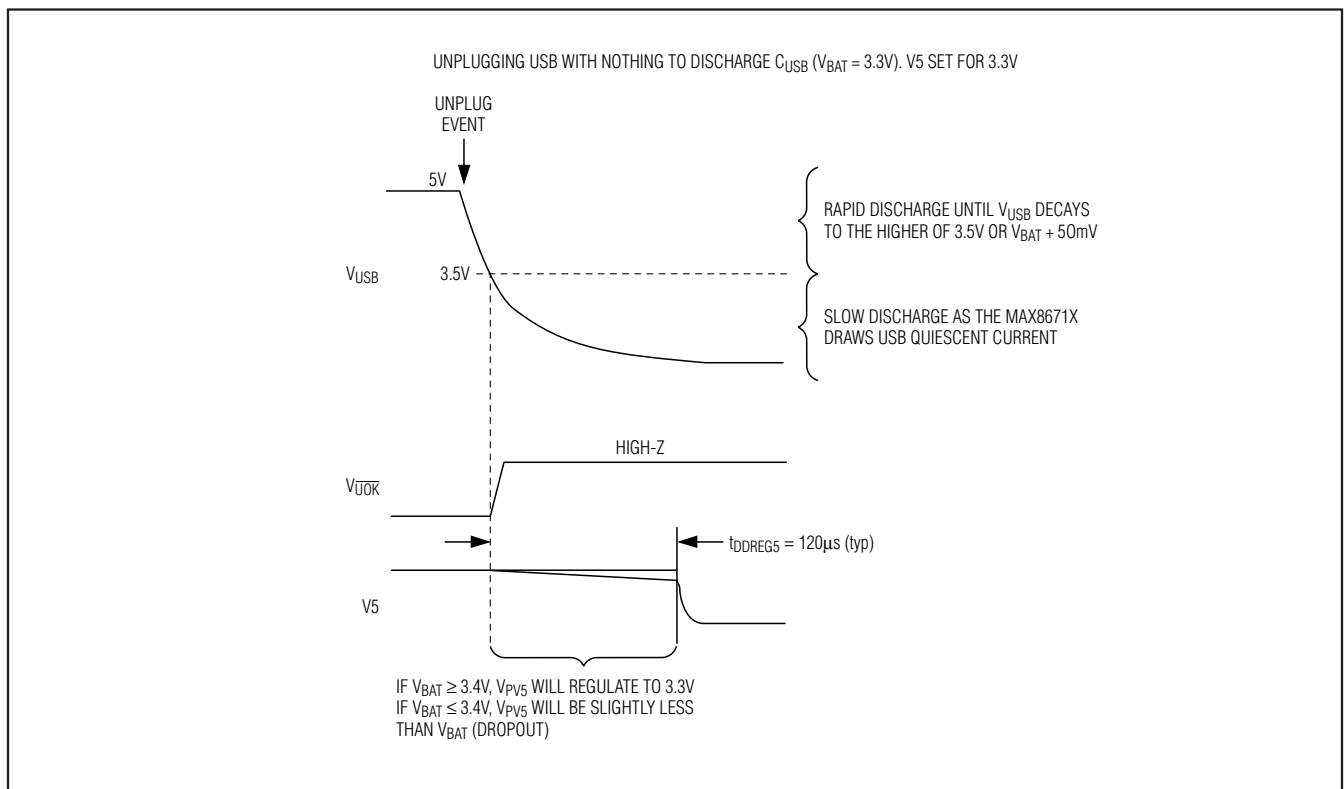 UNPLUGGING USB WITH NOTHING TO DISCHARGE CUSB (VBAT = 3.3V). V5 SET FOR 3.3V
UNPLUG
EVENT
5V
RAPID DISCHARGE UNTIL VUSB DECAYS
TO THE HIGHER OF 3.5V OR VBAT + 50mV
VUSB
3.5V
SLOW DISCHARGE AS THE MAX8671X
DRAWS USB QUIESCENT CURRENT
HIGH-Z
VU̅O̅K̅
tDDREG5 = 120μs (typ)
V5
IF VBAT ≥ 3.4V, VPV5 WILL REGULATE TO 3.3V
IF VBAT ≤ 3.4V, VPV5 WILL BE SLIGHTLY LESS
THAN VBAT (DROPOUT)